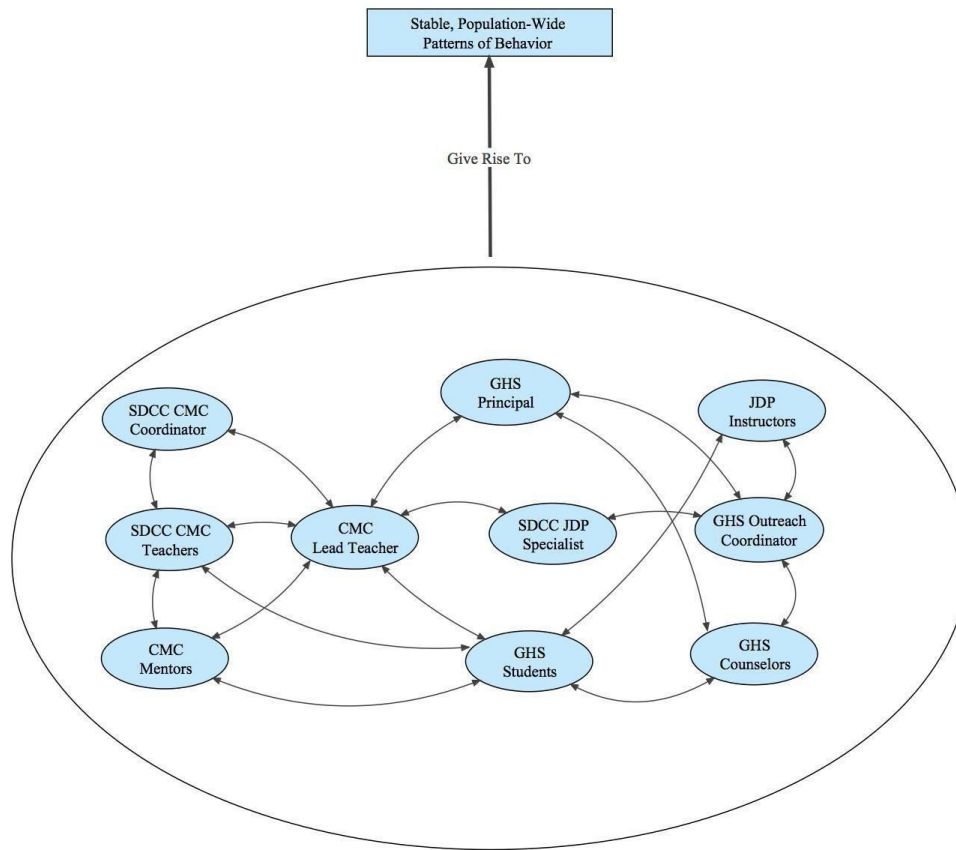 Stable, Population-Wide
Patterns of Behavior
Give Rise To
GHS
Principal
JDP
Instructors
SDCC CMC
Coordinator
SDCC CMC
Teachers
CMC
Lead Teacher
SDCC JDP
Specialist
GHS Outreach
Coordinator
CMC
Mentors
GHS
Students
GHS
Counselors